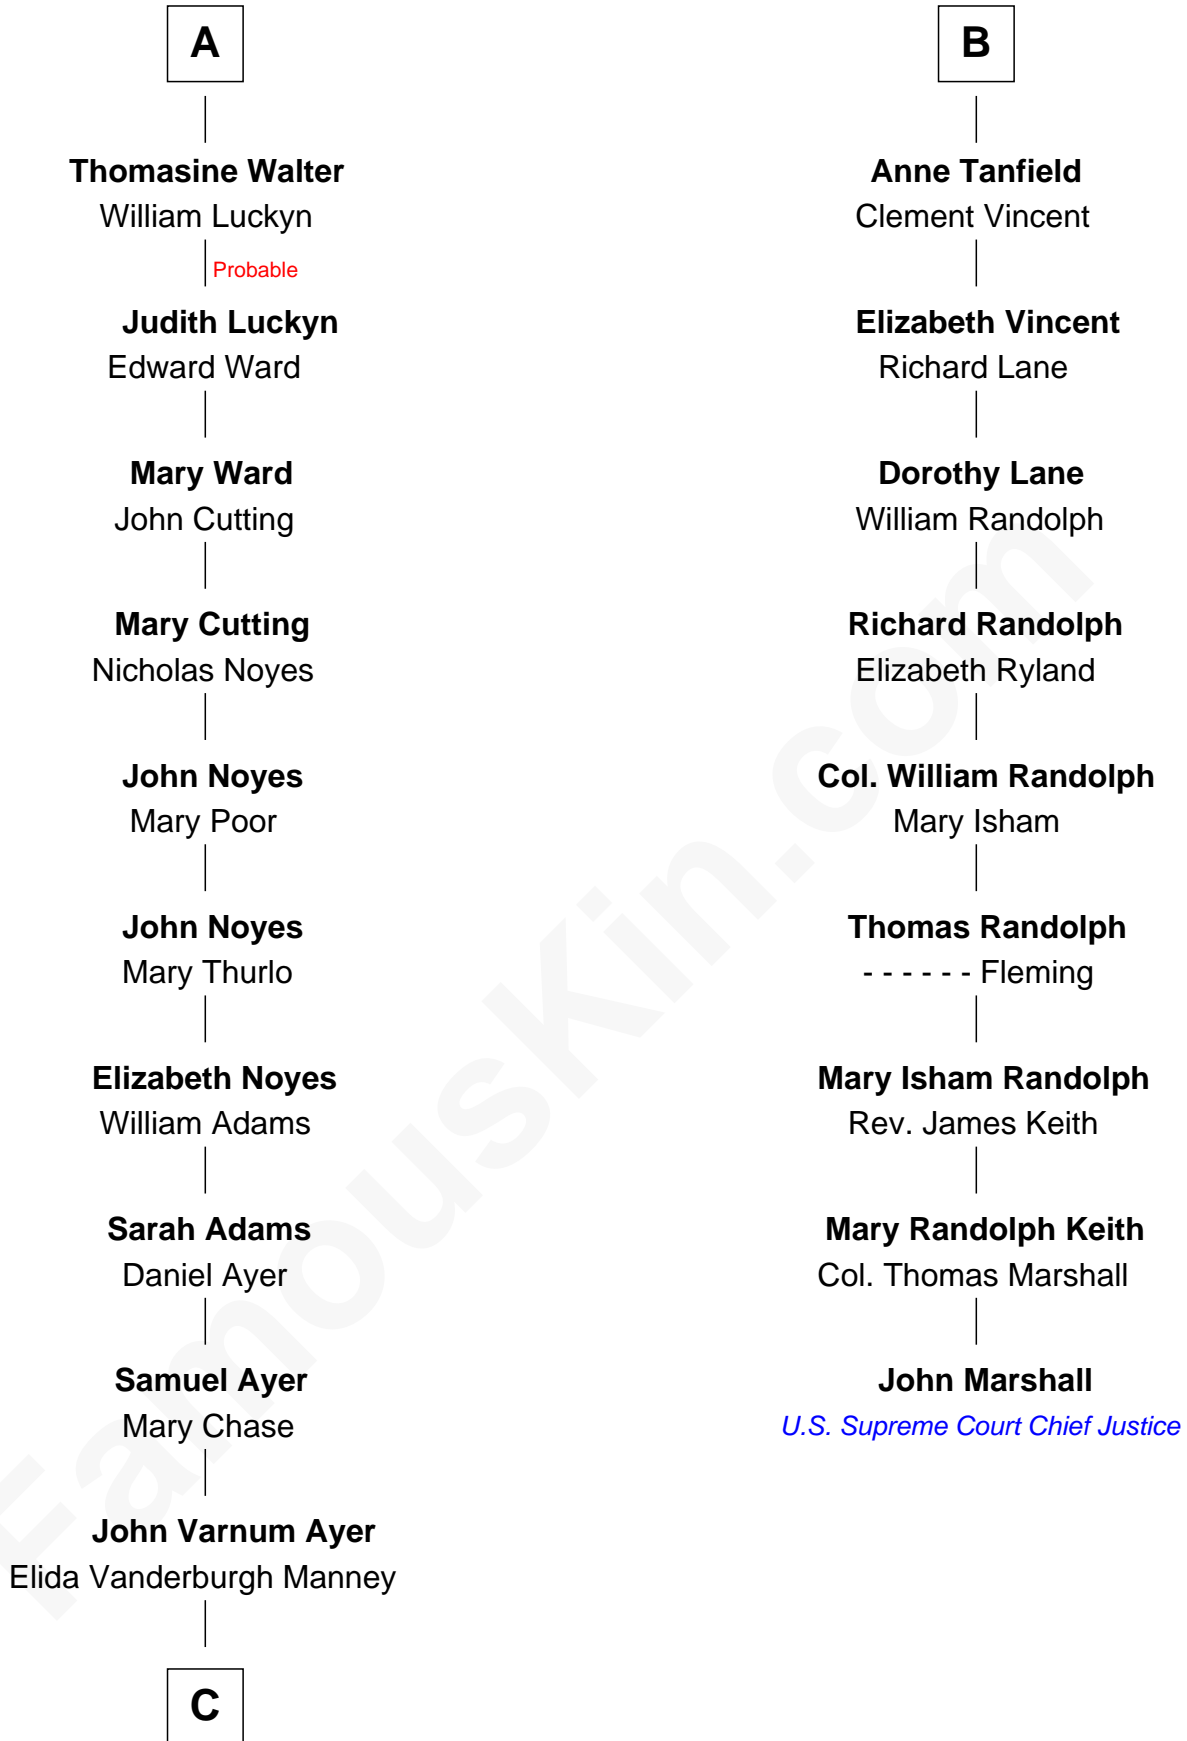 A
Thomasine Walter
William Luckyn
Probable
Judith Luckyn
Edward Ward
Mary Ward
John Cutting
Mary Cutting
Nicholas Noyes
John Noyes
Mary Poor
John Noyes
Mary Thurlo
Elizabeth Noyes
William Adams
Sarah Adams
Daniel Ayer
Samuel Ayer
Mary Chase
John Varnum Ayer
Elida Vanderburgh Manney
C
B
Anne Tanfield
Clement Vincent
Elizabeth Vincent
Richard Lane
Dorothy Lane
William Randolph
Richard Randolph
Elizabeth Ryland
Col. William Randolph
Mary Isham
Thomas Randolph
- - - - - - Fleming
Mary Isham Randolph
Rev. James Keith
Mary Randolph Keith
Col. Thomas Marshall
John Marshall
U.S. Supreme Court Chief Justice
FamousKin.com